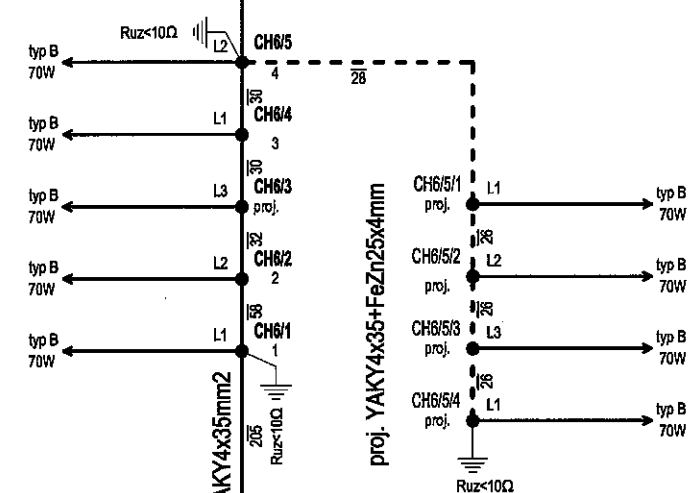 Ruz<10Ω
typ B
70W
L2
CH6/5
4
28
30
typ B
70W
L1
CH6/4
3
30
typ B
70W
L3
CH6/3
proj.
32
typ B
70W
L2
CH6/2
2
58
typ B
70W
L1
CH6/1
1
205
Ruz<10Ω
AKY4x35mm2
proj. YAKY4x35+FeZn25x4mm
CH6/5/1
proj.
L1
typ B
70W
26
CH6/5/2
proj.
L2
typ B
70W
26
CH6/5/3
proj.
L3
typ B
70W
26
CH6/5/4
proj.
L1
typ B
70W
Ruz<10Ω